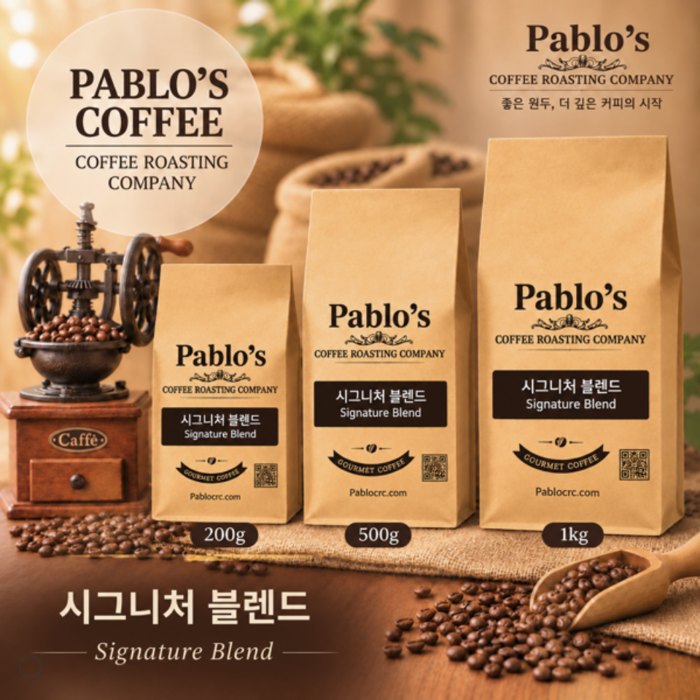 PABLO'S
COFFEE
COFFEE ROASTING
COMPANY
Pablo's
COFFEE ROASTING COMPANY
좋은 원두, 더 깊은 커피의 시작
Caffè
Pablo's
COFFEE ROASTING COMPANY
시그니처 블렌드
Signature Blend
GOURMET COFFEE
Pablocrc.com
200g
Pablo's
COFFEE ROASTING COMPANY
시그니처 블렌드
Signature Blend
GOURMET COFFEE
Pablocrc.com
500g
Pablo's
COFFEE ROASTING COMPANY
시그니처 블렌드
Signature Blend
GOURMET COFFEE
Pablocrc.com
1kg
시그니처 블렌드
Signature Blend